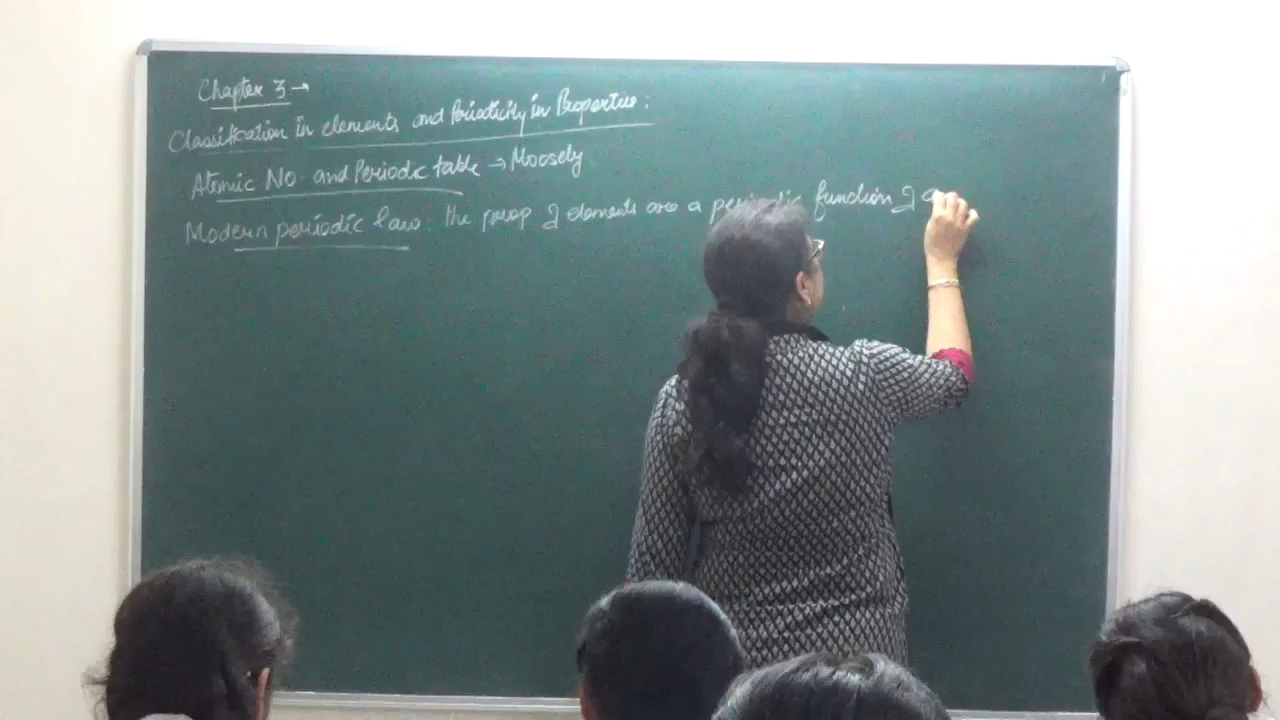 Chapter 3 →
Classification in elements and Periodicity in Properties:
Atomic No and Periodic table → Moosely
Modern periodic law: the prop of elements are a periodic function of